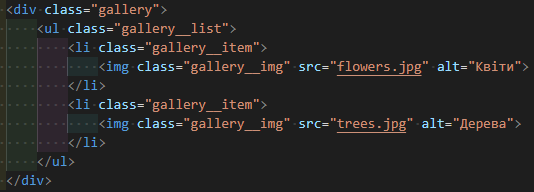 <div class="gallery">
<ul class="gallery__list">
<li class="gallery__item">
<img class="gallery__img" src="flowers.jpg" alt="Квіти">
</li>
<li class="gallery__item">
<img class="gallery__img" src="trees.jpg" alt="Дерева">
</li>
</ul>
</div>